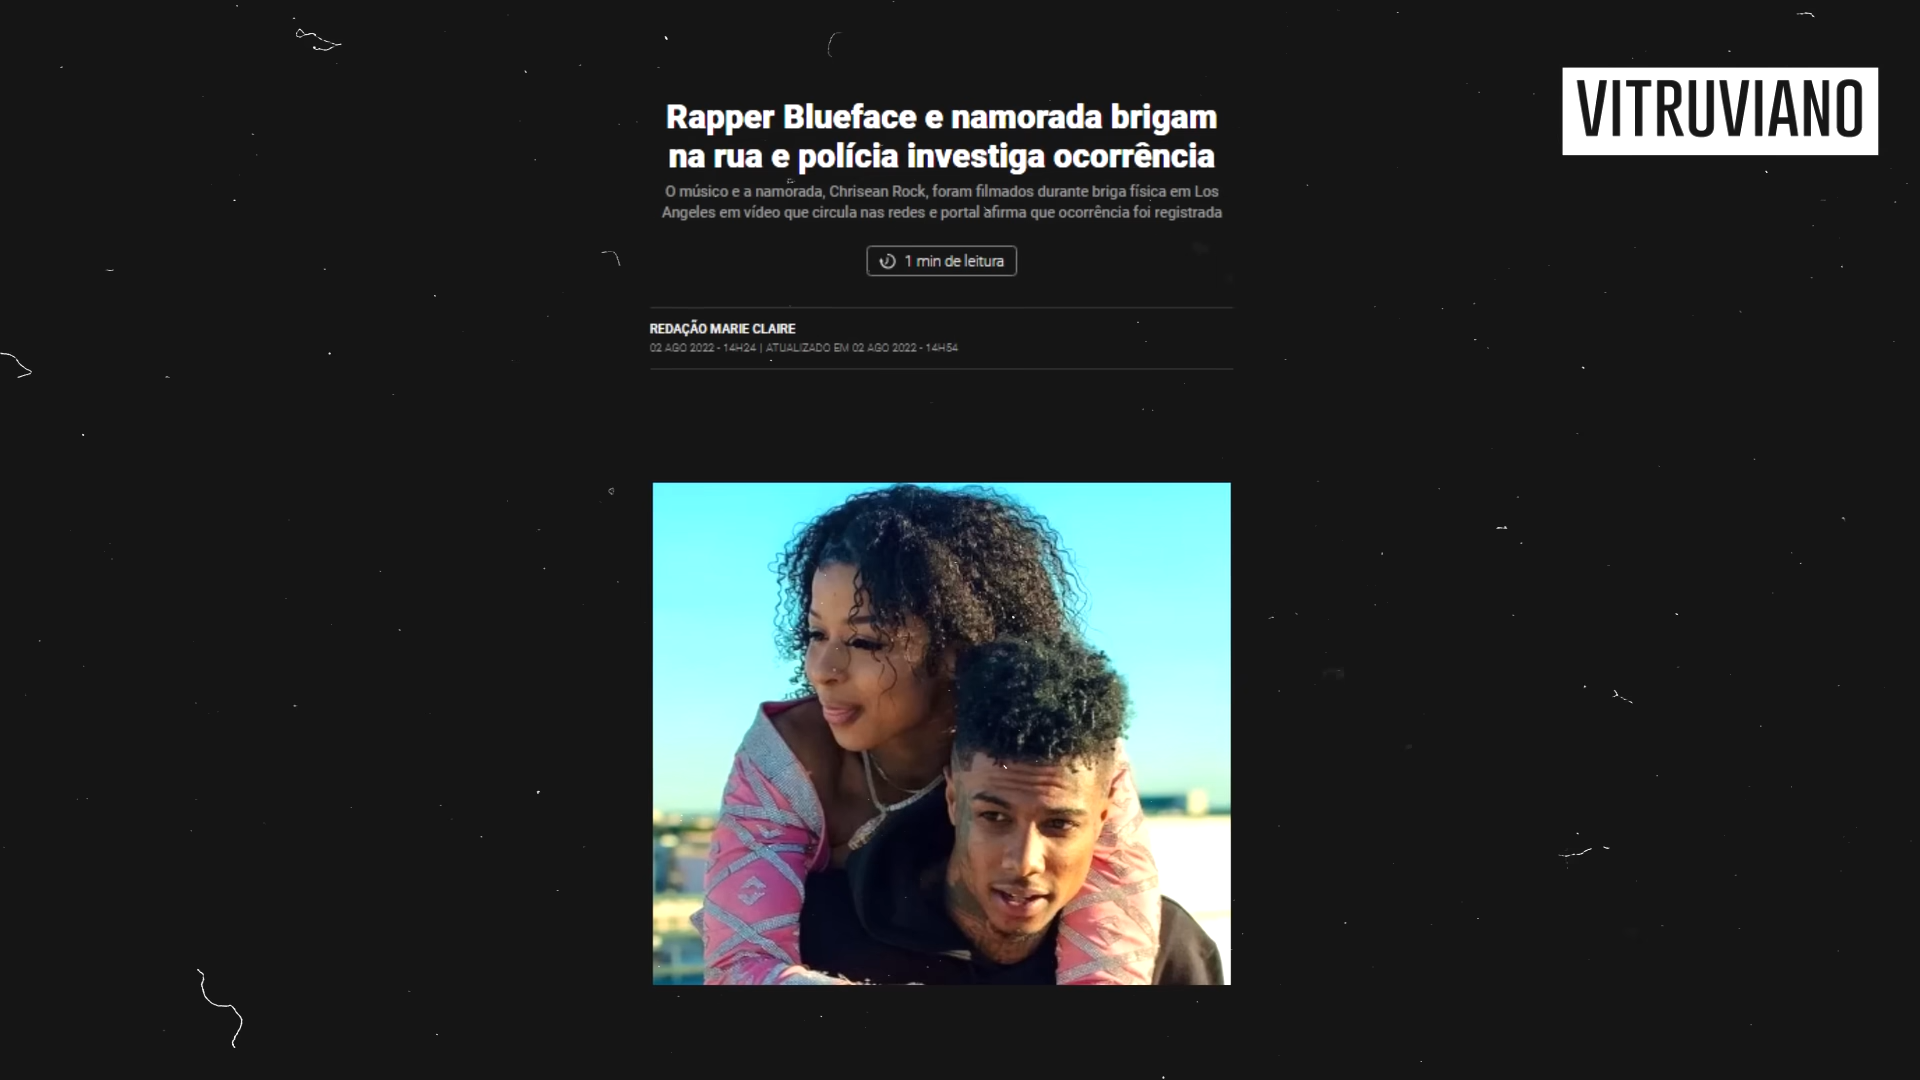 VITRUVIANO
Rapper Blueface e namorada brigam
na rua e polícia investiga ocorrência
O músico e a namorada, Chrisean Rock, foram filmados durante briga física em Los
Angeles em vídeo que circula nas redes e portal afirma que ocorrência foi registrada
1 min de leitura
REDAÇÃO MARIE CLAIRE
02 AGO 2022 - 14H24 | ATUALIZADO EM 02 AGO 2022 - 14H54